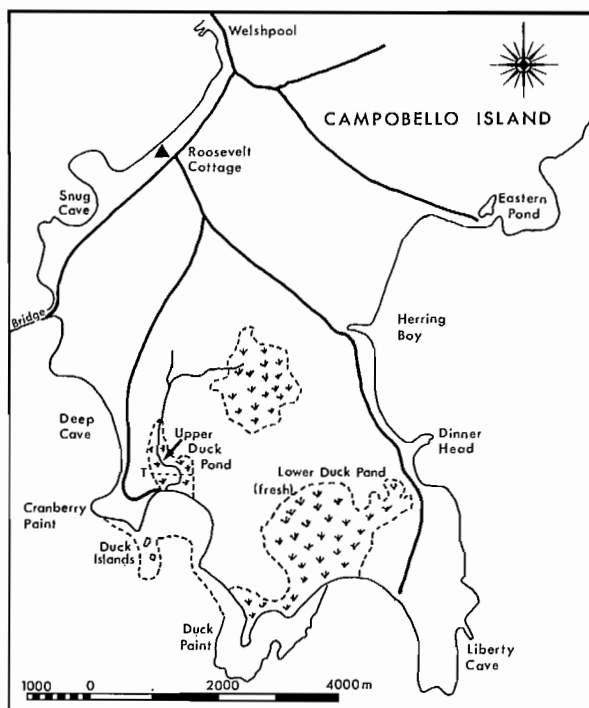 Welshpool
CAMPOBELLO ISLAND
Roosevelt
Cottage
Snug
Cave
Eastern
Pond
Bridge
Herring
Boy
Deep
Cave
Upper
Duck
Pond
T
Dinner
Head
Lower Duck Pand
(fresh)
Cranberry
Paint
Duck
Islands
Duck
Paint
Liberty
Cave
1000 0 2000 4000 m